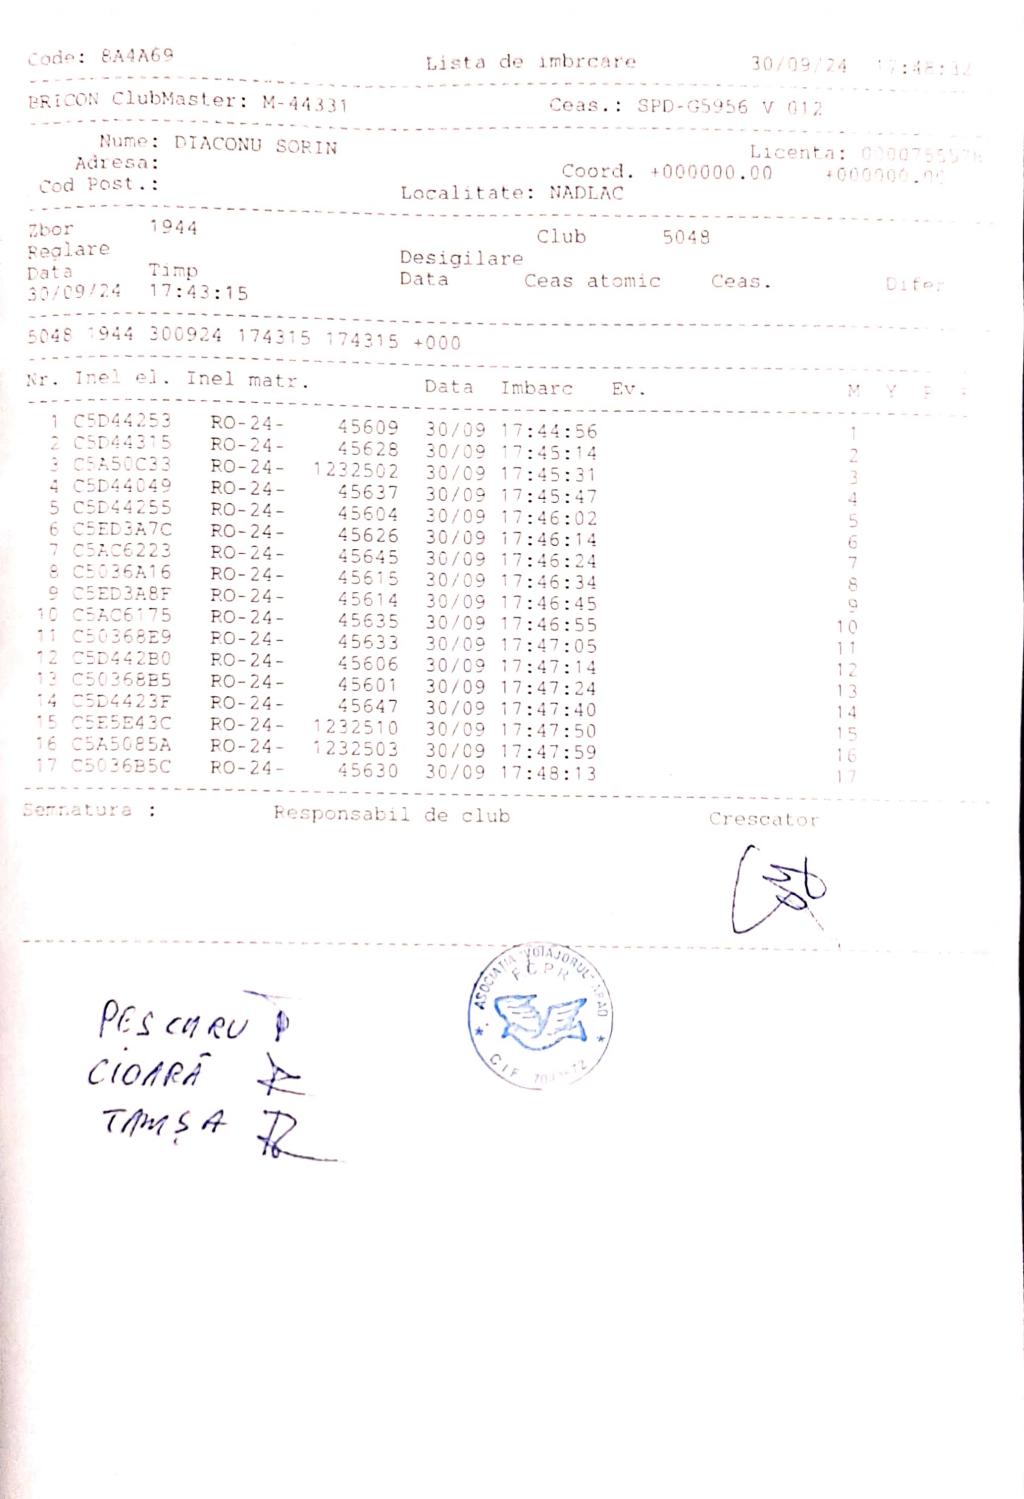 Code: 8A4A69 Lista de imbrcare 30/09/24 17:48:32
BRICON ClubMaster: M-44331 Ceas.: SPD-G5956 V 012
Nume: DIACONU SORIN Licenta:
Adresa: Coord. +000000.00 +000000.00
Cod Post.: Localitate: NADLAC
Zbor 1944 Club 5048
Reglare Desigilare
Data Timp Data Ceas atomic Ceas. Difer
30/09/24 17:43:15
5048 1944 300924 174315 174315 +000
Nr. Inel el. Inel matr. Data Imbarc Ev. M Y
1 C5D44253 RO-24- 45609 30/09 17:44:56 1
2 C5D44315 RO-24- 45628 30/09 17:45:14 2
3 C5A50C33 RO-24- 1232502 30/09 17:45:31 3
4 C5D44049 RO-24- 45637 30/09 17:45:47 4
5 C5D44255 RO-24- 45604 30/09 17:46:02 5
6 C5ED3A7C RO-24- 45626 30/09 17:46:14 6
7 C5AC6223 RO-24- 45645 30/09 17:46:24 7
8 C5036A16 RO-24- 45615 30/09 17:46:34 8
9 C5ED3A8F RO-24- 45614 30/09 17:46:45 9
10 C5AC6175 RO-24- 45635 30/09 17:46:55 10
11 C50368E9 RO-24- 45633 30/09 17:47:05 11
12 C5D442B0 RO-24- 45606 30/09 17:47:14 12
13 C50368B5 RO-24- 45601 30/09 17:47:24 13
14 C5D4423F RO-24- 45647 30/09 17:47:40 14
15 C5E5E43C RO-24- 1232510 30/09 17:47:50 15
16 C5A5085A RO-24- 1232503 30/09 17:47:59 16
17 C5036B5C RO-24- 45630 30/09 17:48:13 17
Semnatura : Responsabil de club Crescator
ASOCIATIA "VOIAJORUL" ARAD
FCPR
C.I.F.
PESCARU
CIOARĂ
TAMȘA